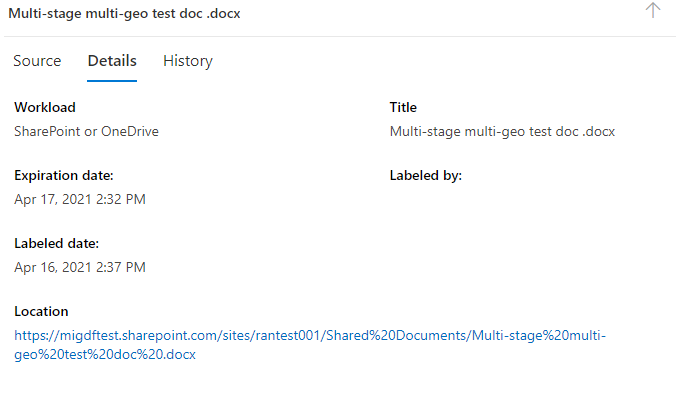 Multi-stage multi-geo test doc .docx
Source Details History
Workload
SharePoint or OneDrive
Title
Multi-stage multi-geo test doc .docx
Expiration date:
Apr 17, 2021 2:32 PM
Labeled by:
Labeled date:
Apr 16, 2021 2:37 PM
Location
https://migdftest.sharepoint.com/sites/rantest001/Shared%20Documents/Multi-stage%20multi-
geo%20test%20doc%20.docx